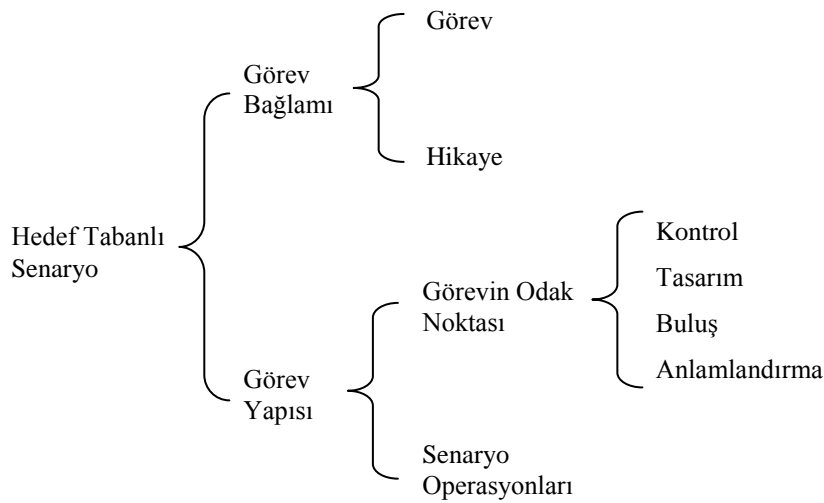 Görev
Görev
Bağlamı
Hikaye
Hedef Tabanlı
Senaryo
Kontrol
Tasarım
Görevin Odak
Noktası
Buluş
Anlamlandırma
Görev
Yapısı
Senaryo
Operasyonları